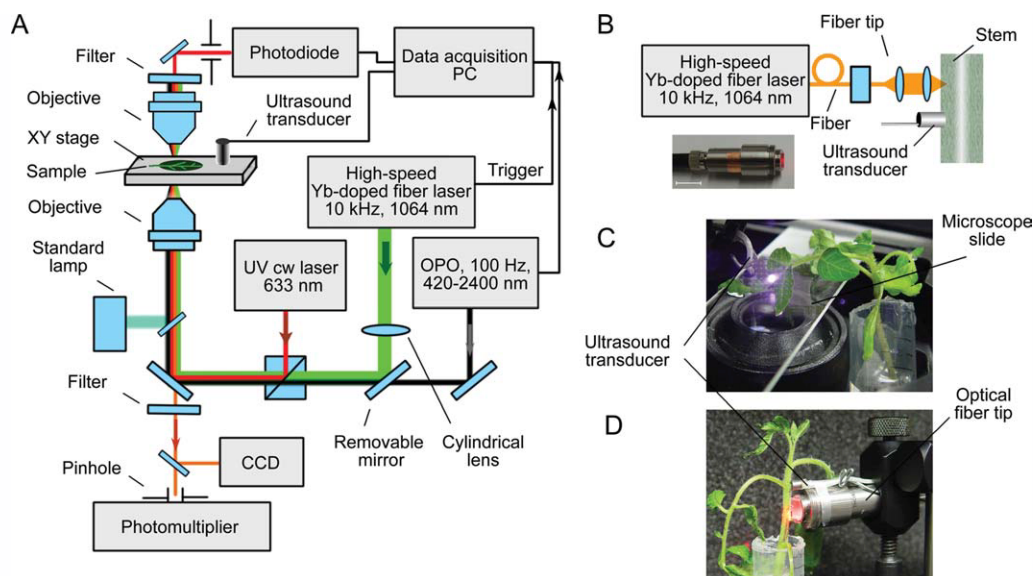 A
Filter
Objective
XY stage
Sample
Objective
Standard
lamp
Filter
Pinhole
Photomultiplier
CCD
Photodiode
Data acquisition
PC
Ultrasound
transducer
Trigger
High-speed
Yb-doped fiber laser
10 kHz, 1064 nm
UV cw laser
633 nm
OPO, 100 Hz,
420-2400 nm
Removable
mirror
Cylindrical
lens
B
High-speed
Yb-doped fiber laser
10 kHz, 1064 nm
Fiber tip
Stem
Fiber
Ultrasound
transducer
C
Microscope
slide
Ultrasound
transducer
D
Optical
fiber tip